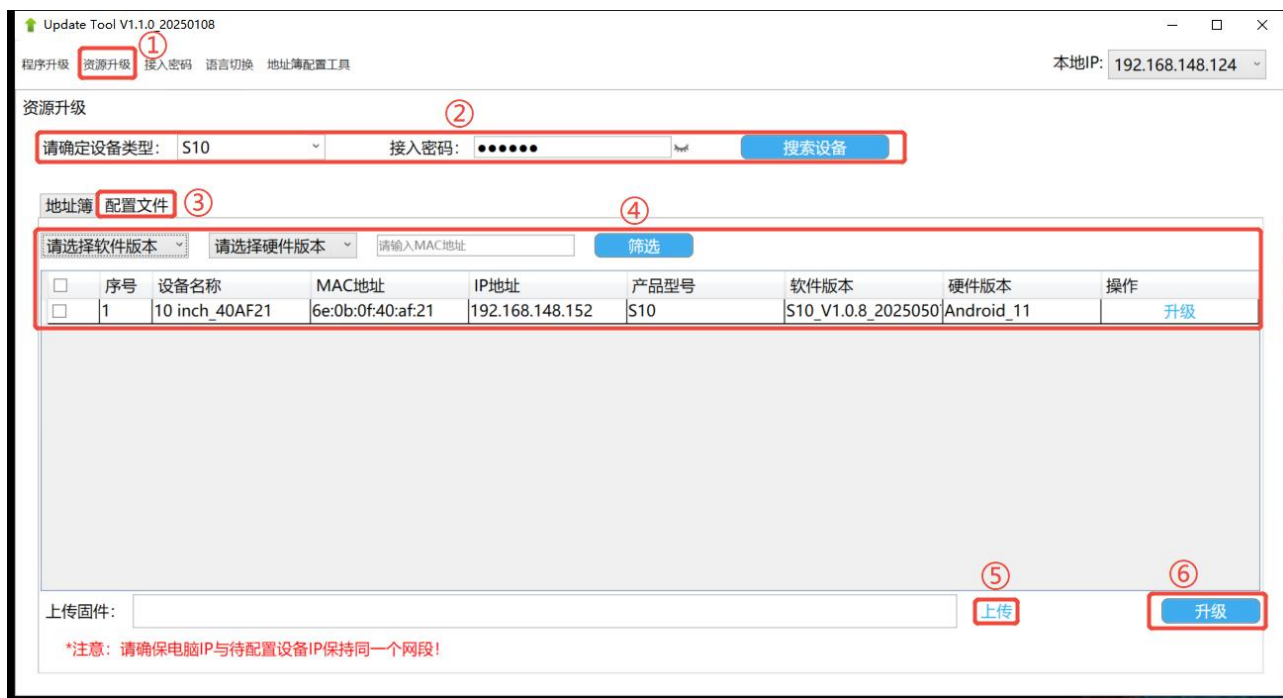 Update Tool V1.1.0_20250108
①
程序升级 资源升级 接入密码 语言切换 地址簿配置工具 本地IP: 192.168.148.124
资源升级
②
请确定设备类型: S10 接入密码: ●●●●●● 搜索设备
地址簿 配置文件 ③
④
请选择软件版本 请选择硬件版本 请输入MAC地址 筛选
序号 设备名称 MAC地址 IP地址 产品型号 软件版本 硬件版本 操作
1 10 inch_40AF21 6e:0b:0f:40:af:21 192.168.148.152 S10 S10_V1.0.8_2025050 Android_11 升级
⑤ ⑥
上传固件: 上传 升级
*注意：请确保电脑IP与待配置设备IP保持同一个网段！